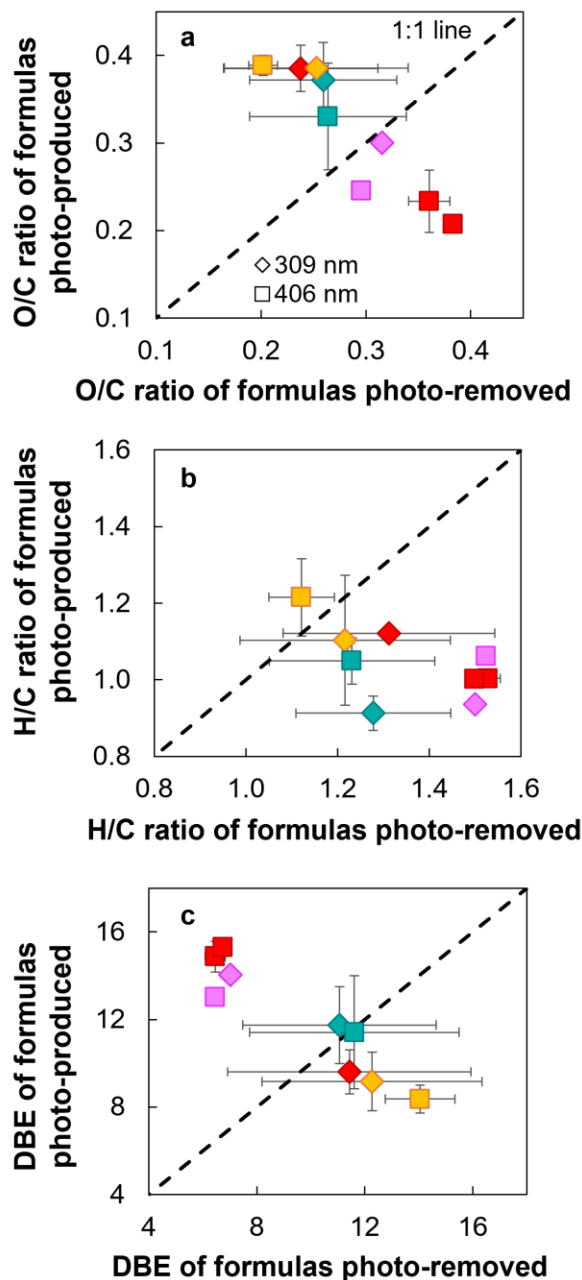 a
1:1 line
O/C ratio of formulas
photo-produced
0.4
0.3
0.2
0.1
309 nm
406 nm
0.1 0.2 0.3 0.4
O/C ratio of formulas photo-removed
b
H/C ratio of formulas
photo-produced
1.6
1.4
1.2
1.0
0.8
0.8 1.0 1.2 1.4 1.6
H/C ratio of formulas photo-removed
c
DBE of formulas
photo-produced
16
12
8
4
4 8 12 16
DBE of formulas photo-removed